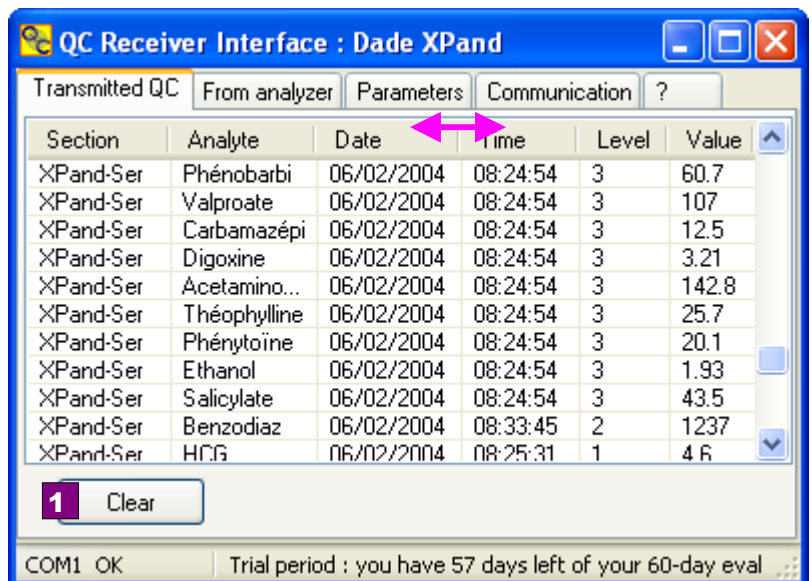 QC Receiver Interface : Dade XPand
Transmitted QC From analyzer Parameters Communication ?
Section Analyte Date Time Level Value
XPand-Ser Phénobarbi 06/02/2004 08:24:54 3 60.7
XPand-Ser Valproate 06/02/2004 08:24:54 3 107
XPand-Ser Carbamazépi 06/02/2004 08:24:54 3 12.5
XPand-Ser Digoxine 06/02/2004 08:24:54 3 3.21
XPand-Ser Acetamino... 06/02/2004 08:24:54 3 142.8
XPand-Ser Théophylline 06/02/2004 08:24:54 3 25.7
XPand-Ser Phénytoïne 06/02/2004 08:24:54 3 20.1
XPand-Ser Ethanol 06/02/2004 08:24:54 3 1.93
XPand-Ser Salicylate 06/02/2004 08:24:54 3 43.5
XPand-Ser Benzodiaz 06/02/2004 08:33:45 2 1237
XPand-Ser HCG 06/02/2004 08:25:31 1 4.6
1 Clear
COM1 OK Trial period : you have 57 days left of your 60-day eval